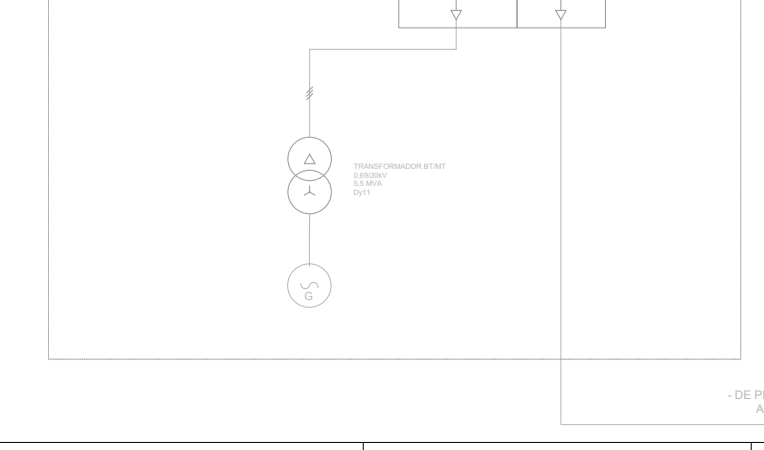 TRANSFORMADOR BT/MT
0,69/20kV
5,5 MVA
Dy11
G
- DE
A